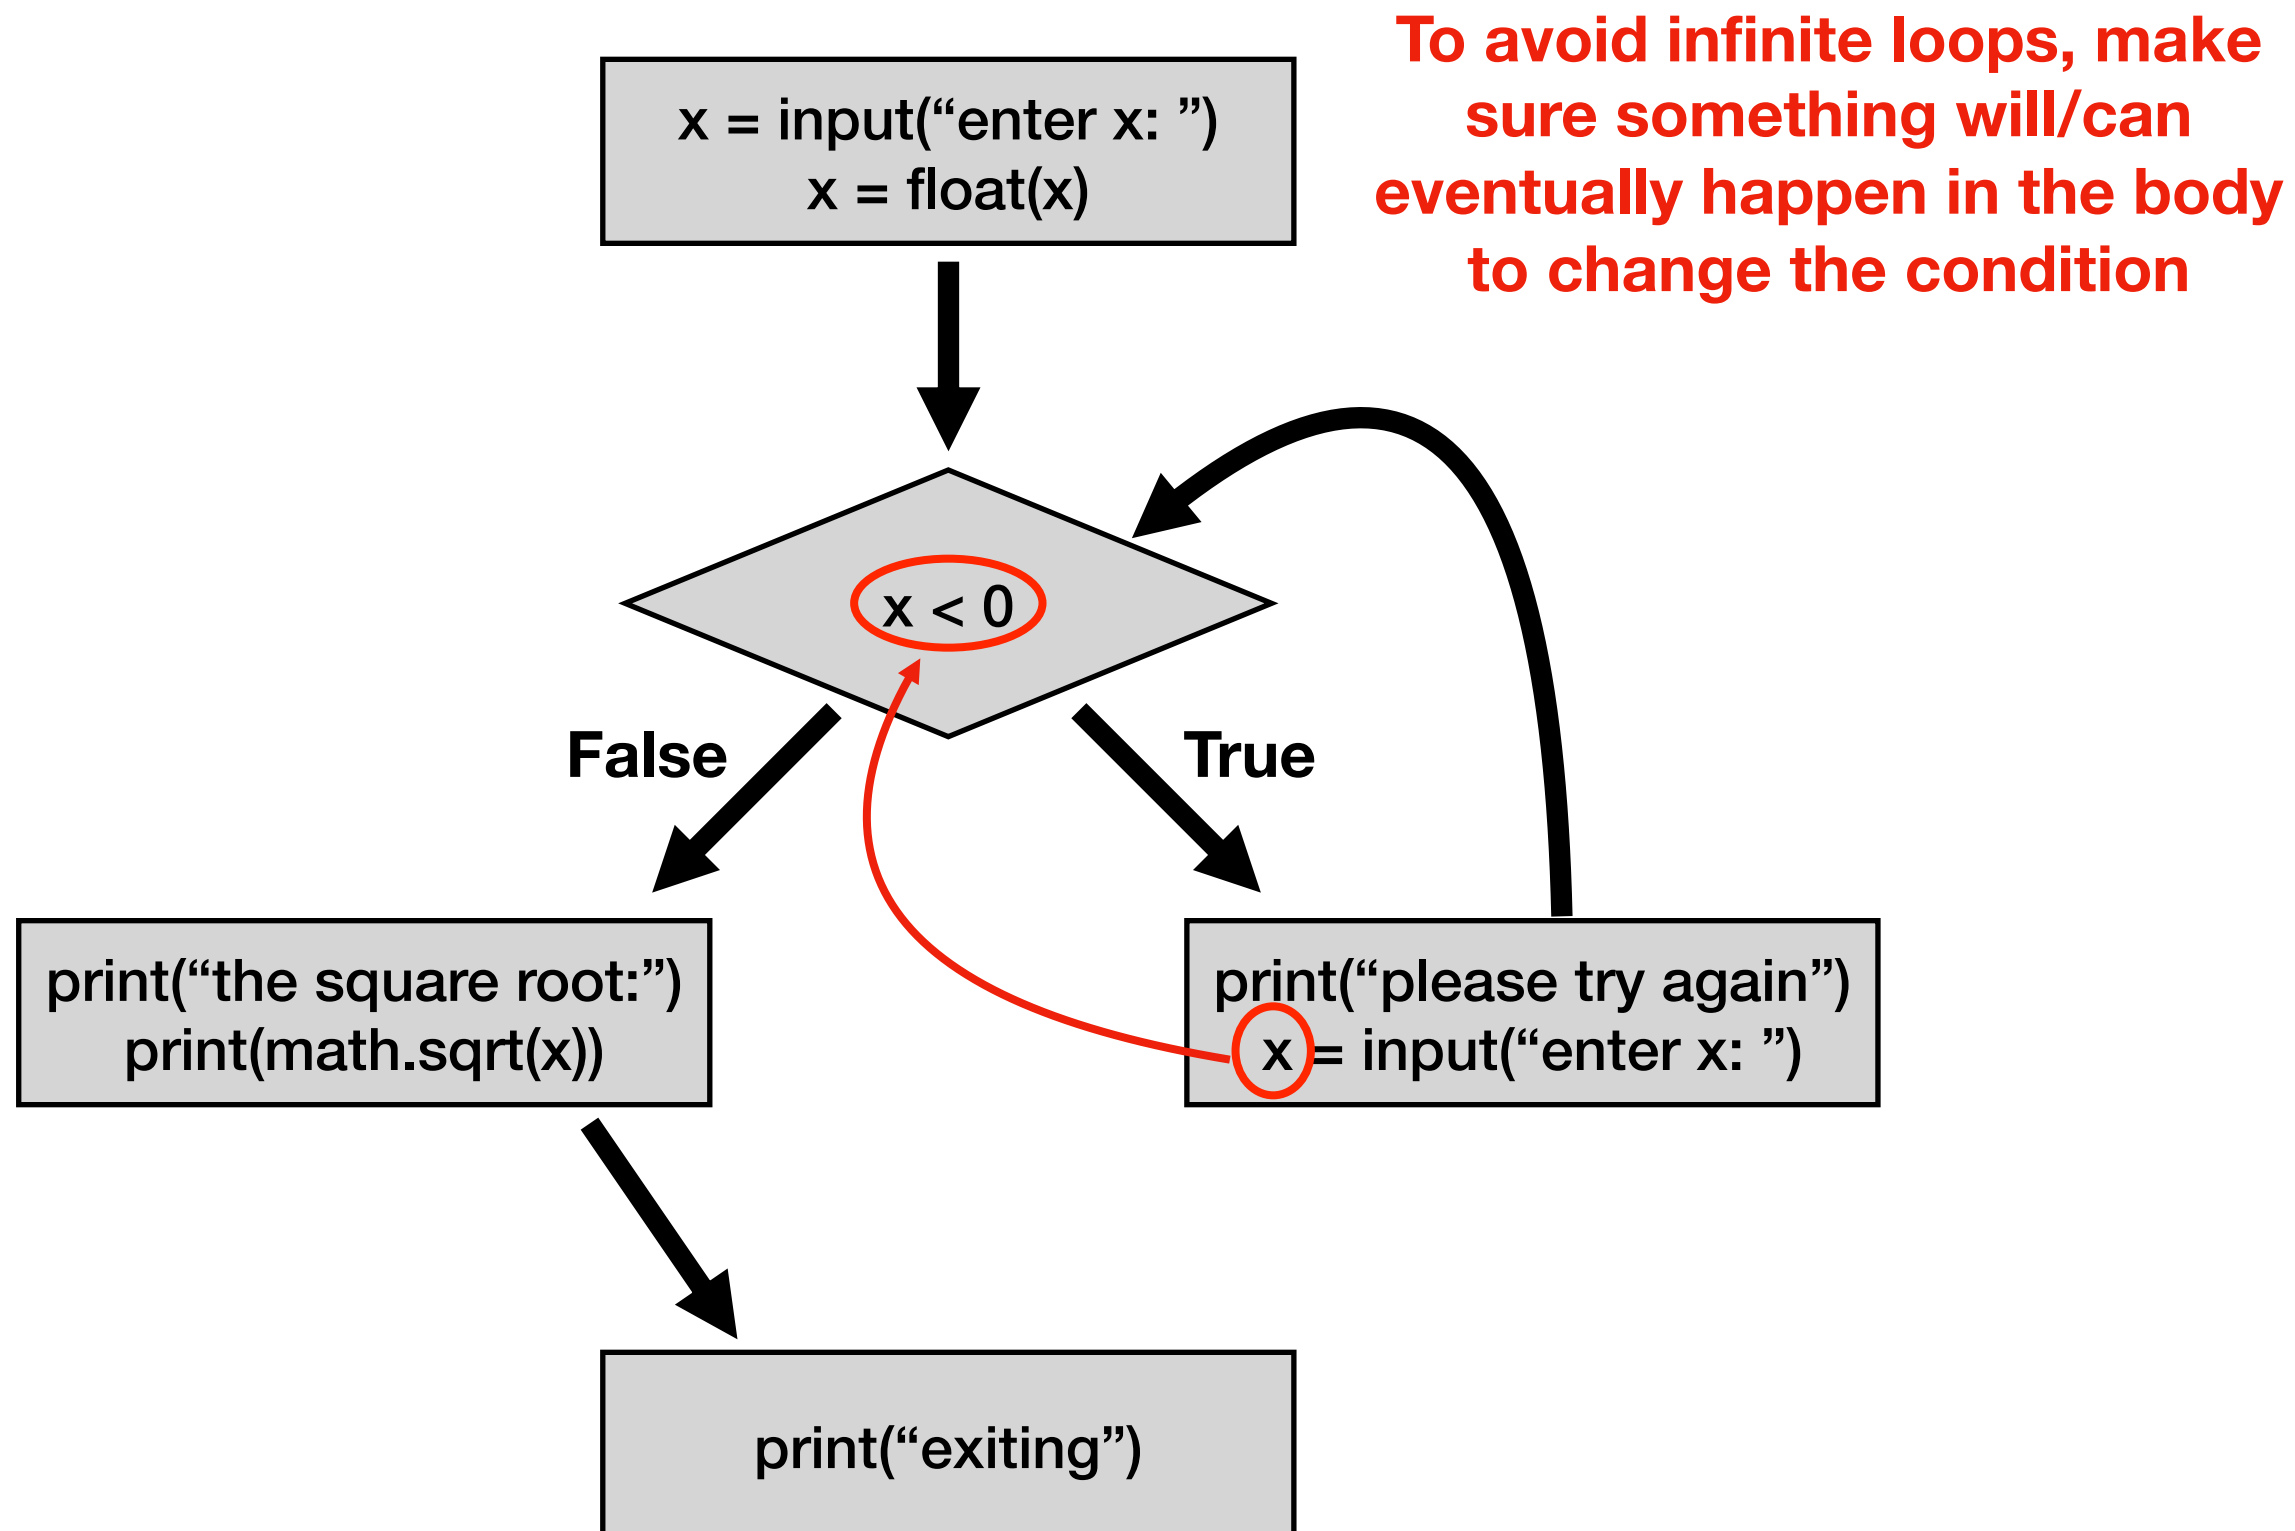 To avoid infinite loops, make
sure something will/can
eventually happen in the body
to change the condition
x = input(“enter x: ”)
x = float(x)
x < 0
False
True
print(“the square root:”)
print(math.sqrt(x))
print(“please try again”)
x = input(“enter x: ”)
print(“exiting”)